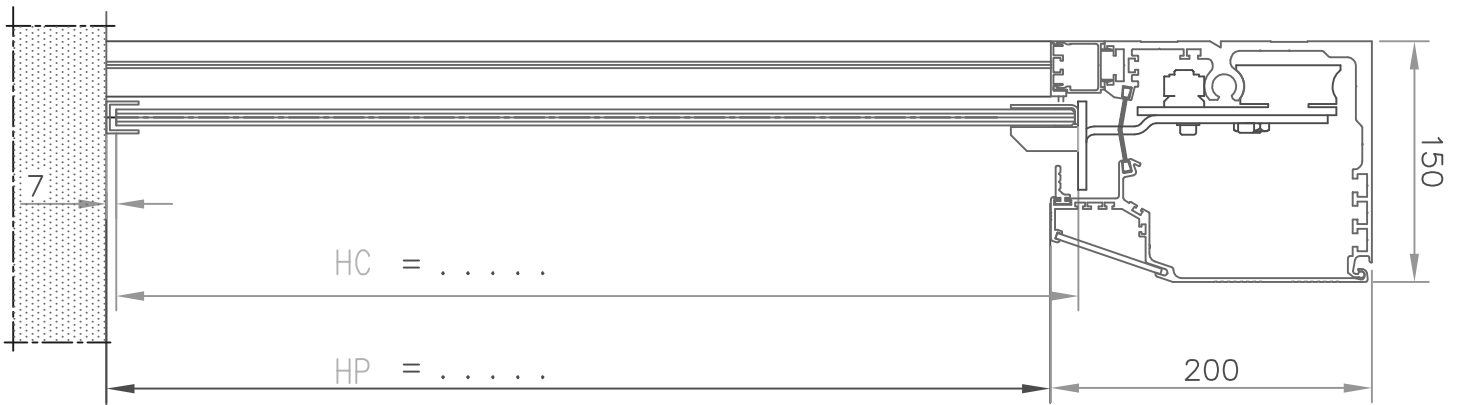 150
7
HC = . . . . .
HP = . . . . .
200